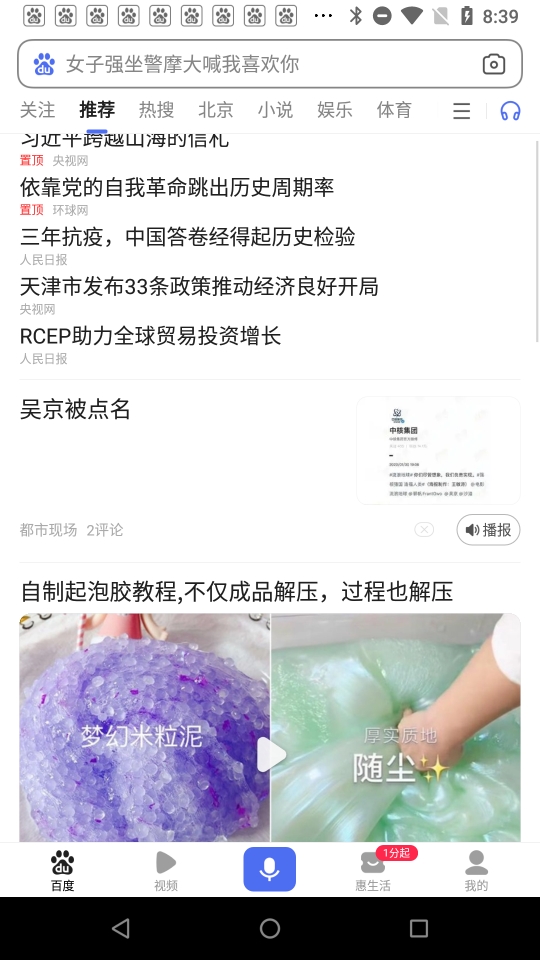 8:39
女子强坐警摩大喊我喜欢你
关注 推荐 热搜 北京 小说 娱乐 体育
习近平跨越山海的信札
置顶 央视网
依靠党的自我革命跳出历史周期率
置顶 环球网
三年抗疫，中国答卷经得起历史检验
人民日报
天津市发布33条政策推动经济良好开局
央视网
RCEP助力全球贸易投资增长
人民日报
吴京被点名
中核集团
都市现场 2评论
播报
自制起泡胶教程,不仅成品解压，过程也解压
梦幻米粒泥
厚实质地
随尘✨
1分起
百度 视频 惠生活 我的